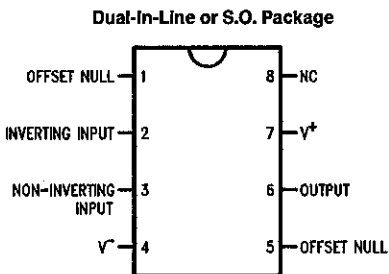 Dual-In-Line or S.O. Package
OFFSET NULL 1 8 NC
INVERTING INPUT 2 7 V+
NON-INVERTING 3 6 OUTPUT
INPUT
V- 4 5 OFFSET NULL